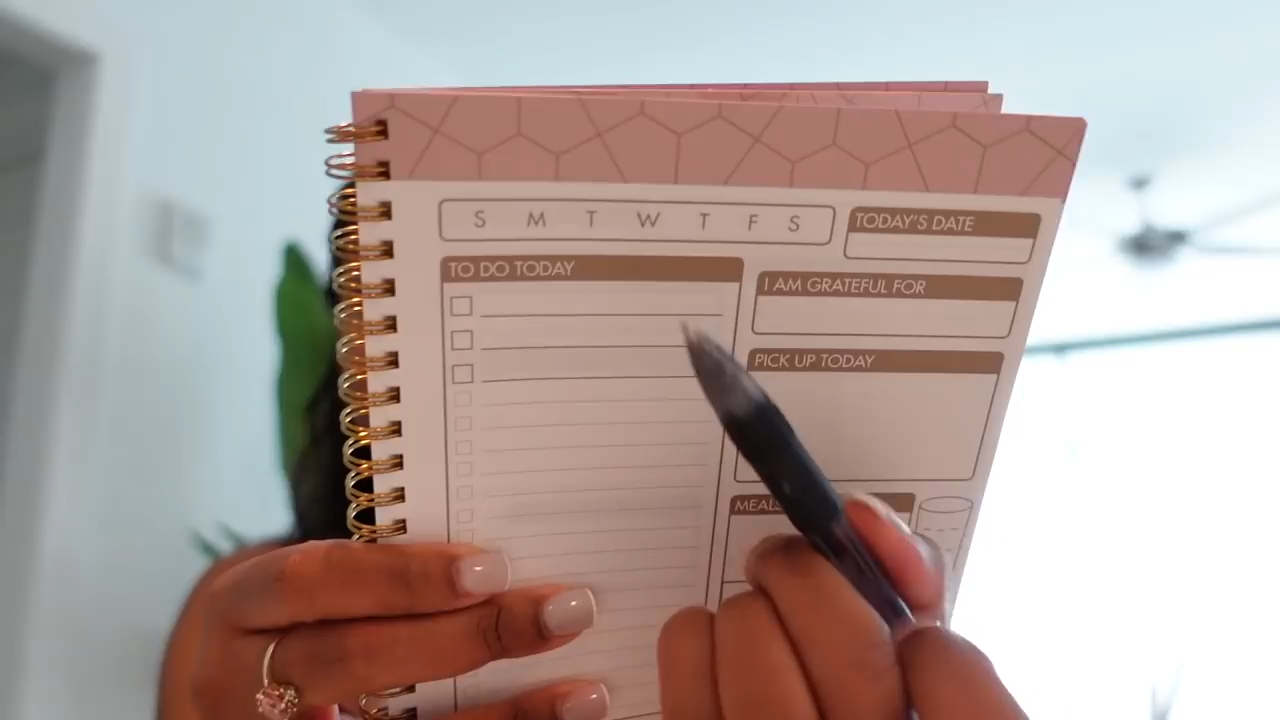 S M T W T F S
TODAY'S DATE
TO DO TODAY
I AM GRATEFUL FOR
PICK UP TODAY
MEALS